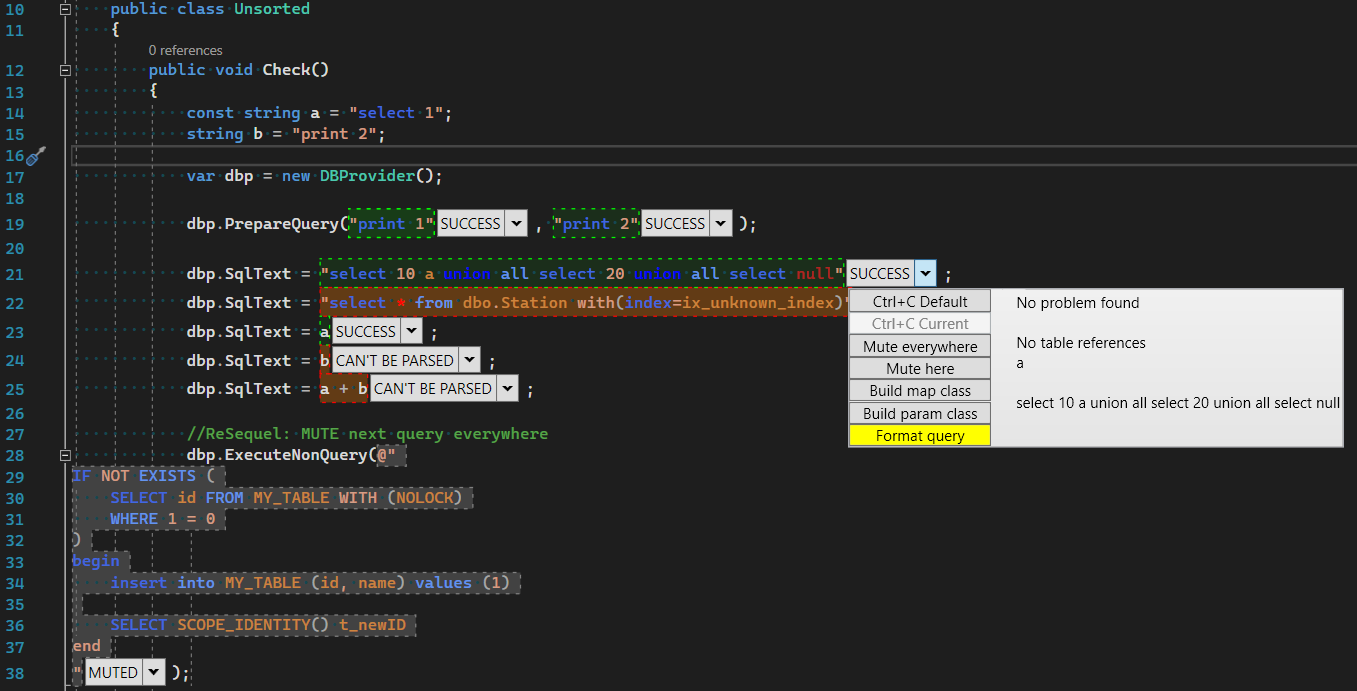 10 public class Unsorted
11 {
0 references
12 public void Check()
13 {
14 const string a = "select 1";
15 string b = "print 2";
16
17 var dbp = new DBProvider();
18
19 dbp.PrepareQuery("print 1" SUCCESS , "print 2" SUCCESS );
20
21 dbp.SqlText = "select 10 a union all select 20 union all select null" SUCCESS ;
22 dbp.SqlText = "select * from dbo.Station with(index=ix_unknown_index)"
23 dbp.SqlText = a SUCCESS ;
24 dbp.SqlText = b CAN'T BE PARSED ;
25 dbp.SqlText = a + b CAN'T BE PARSED ;
26
27 //ReSequel: MUTE next query everywhere
28 dbp.ExecuteNonQuery(@"
29 IF NOT EXISTS (
30 SELECT id FROM MY_TABLE WITH (NOLOCK)
31 WHERE 1 = 0
32 )
33 begin
34 insert into MY_TABLE (id, name) values (1)
35
36 SELECT SCOPE_IDENTITY() t_newID
37 end
38 " MUTED );
Ctrl+C Default
Ctrl+C Current
Mute everywhere
Mute here
Build map class
Build param class
Format query
No problem found
No table references
a
select 10 a union all select 20 union all select null